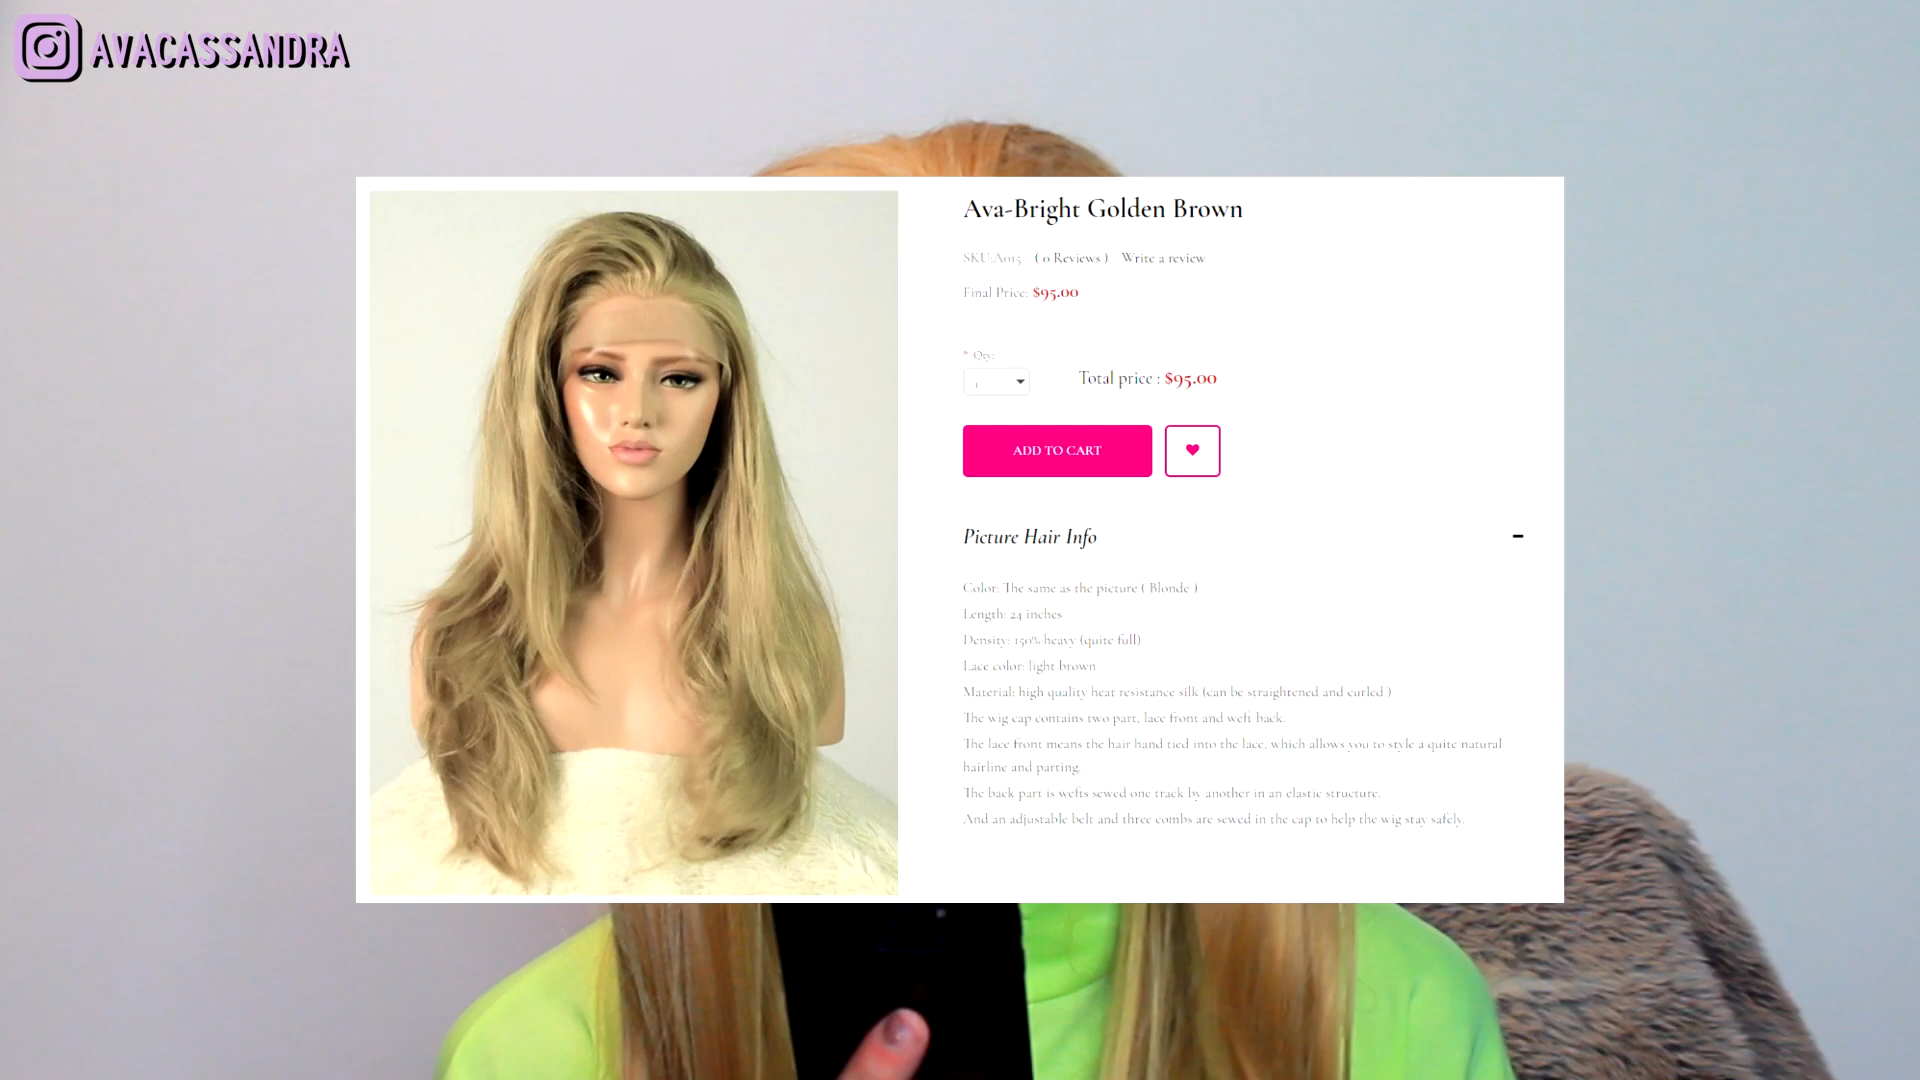 AVACASSANDRA
Ava-Bright Golden Brown
SKU:A015 ( 0 Reviews ) Write a review
Final Price: $95.00
* Qty:
1 Total price : $95.00
ADD TO CART
Picture Hair Info
Color: The same as the picture ( Blonde )
Length: 24 inches
Density: 150% heavy (quite full)
Lace color: light brown
Material: high quality heat resistance silk (can be straightened and curled )
The wig cap contains two part, lace front and weft back.
The lace front means the hair hand tied into the lace, which allows you to style a quite natural
hairline and parting.
The back part is wefts sewed one track by another in an elastic structure.
And an adjustable belt and three combs are sewed in the cap to help the wig stay safely.